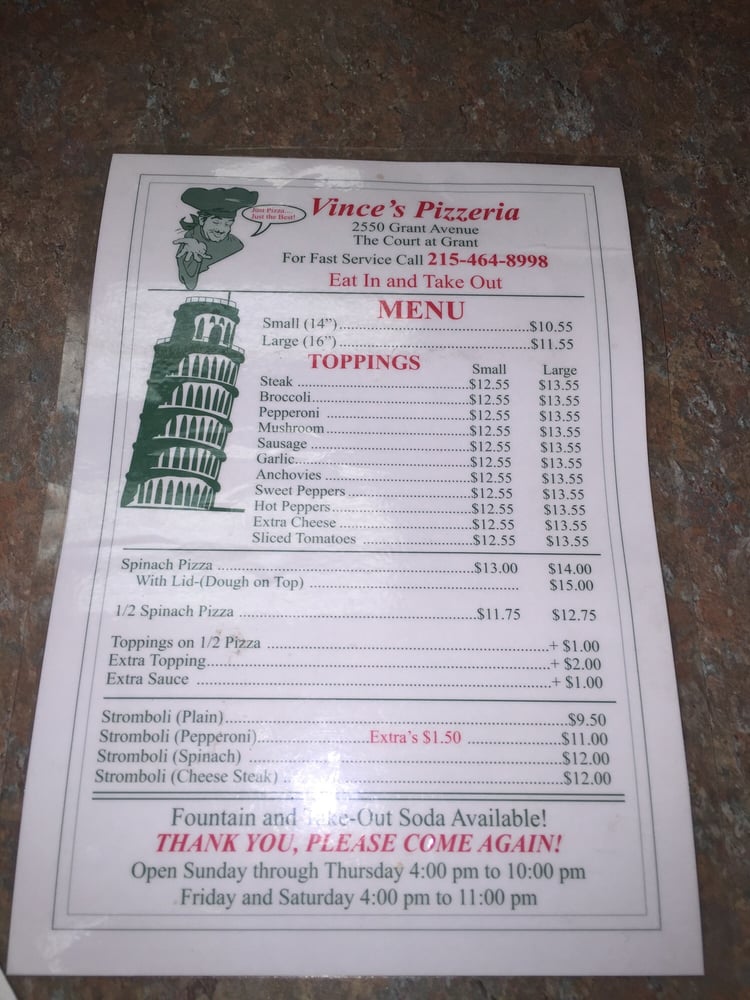 Just Pizza....
Just the Best!
Vince's Pizzeria
2550 Grant Avenue
The Court at Grant
For Fast Service Call 215-464-8998
Eat In and Take Out
MENU
Small (14")..........$10.55
Large (16")..........$11.55
TOPPINGS Small Large
Steak ..........$12.55 $13.55
Broccoli..........$12.55 $13.55
Pepperoni ..........$12.55 $13.55
Mushroom..........$12.55 $13.55
Sausage ..........$12.55 $13.55
Garlic..........$12.55 $13.55
Anchovies ..........$12.55 $13.55
Sweet Peppers..........$12.55 $13.55
Hot Peppers..........$12.55 $13.55
Extra Cheese ..........$12.55 $13.55
Sliced Tomatoes ..........$12.55 $13.55
Spinach Pizza ..........$13.00 $14.00
With Lid-(Dough on Top) .......... $15.00
1/2 Spinach Pizza ..........$11.75 $12.75
Toppings on 1/2 Pizza ..........+ $1.00
Extra Topping..........+ $2.00
Extra Sauce ..........+ $1.00
Stromboli (Plain)..........$9.50
Stromboli (Pepperoni)..........Extra's $1.50 ..........$11.00
Stromboli (Spinach) ..........$12.00
Stromboli (Cheese Steak) ..........$12.00
Fountain and Take-Out Soda Available!
THANK YOU, PLEASE COME AGAIN!
Open Sunday through Thursday 4:00 pm to 10:00 pm
Friday and Saturday 4:00 pm to 11:00 pm